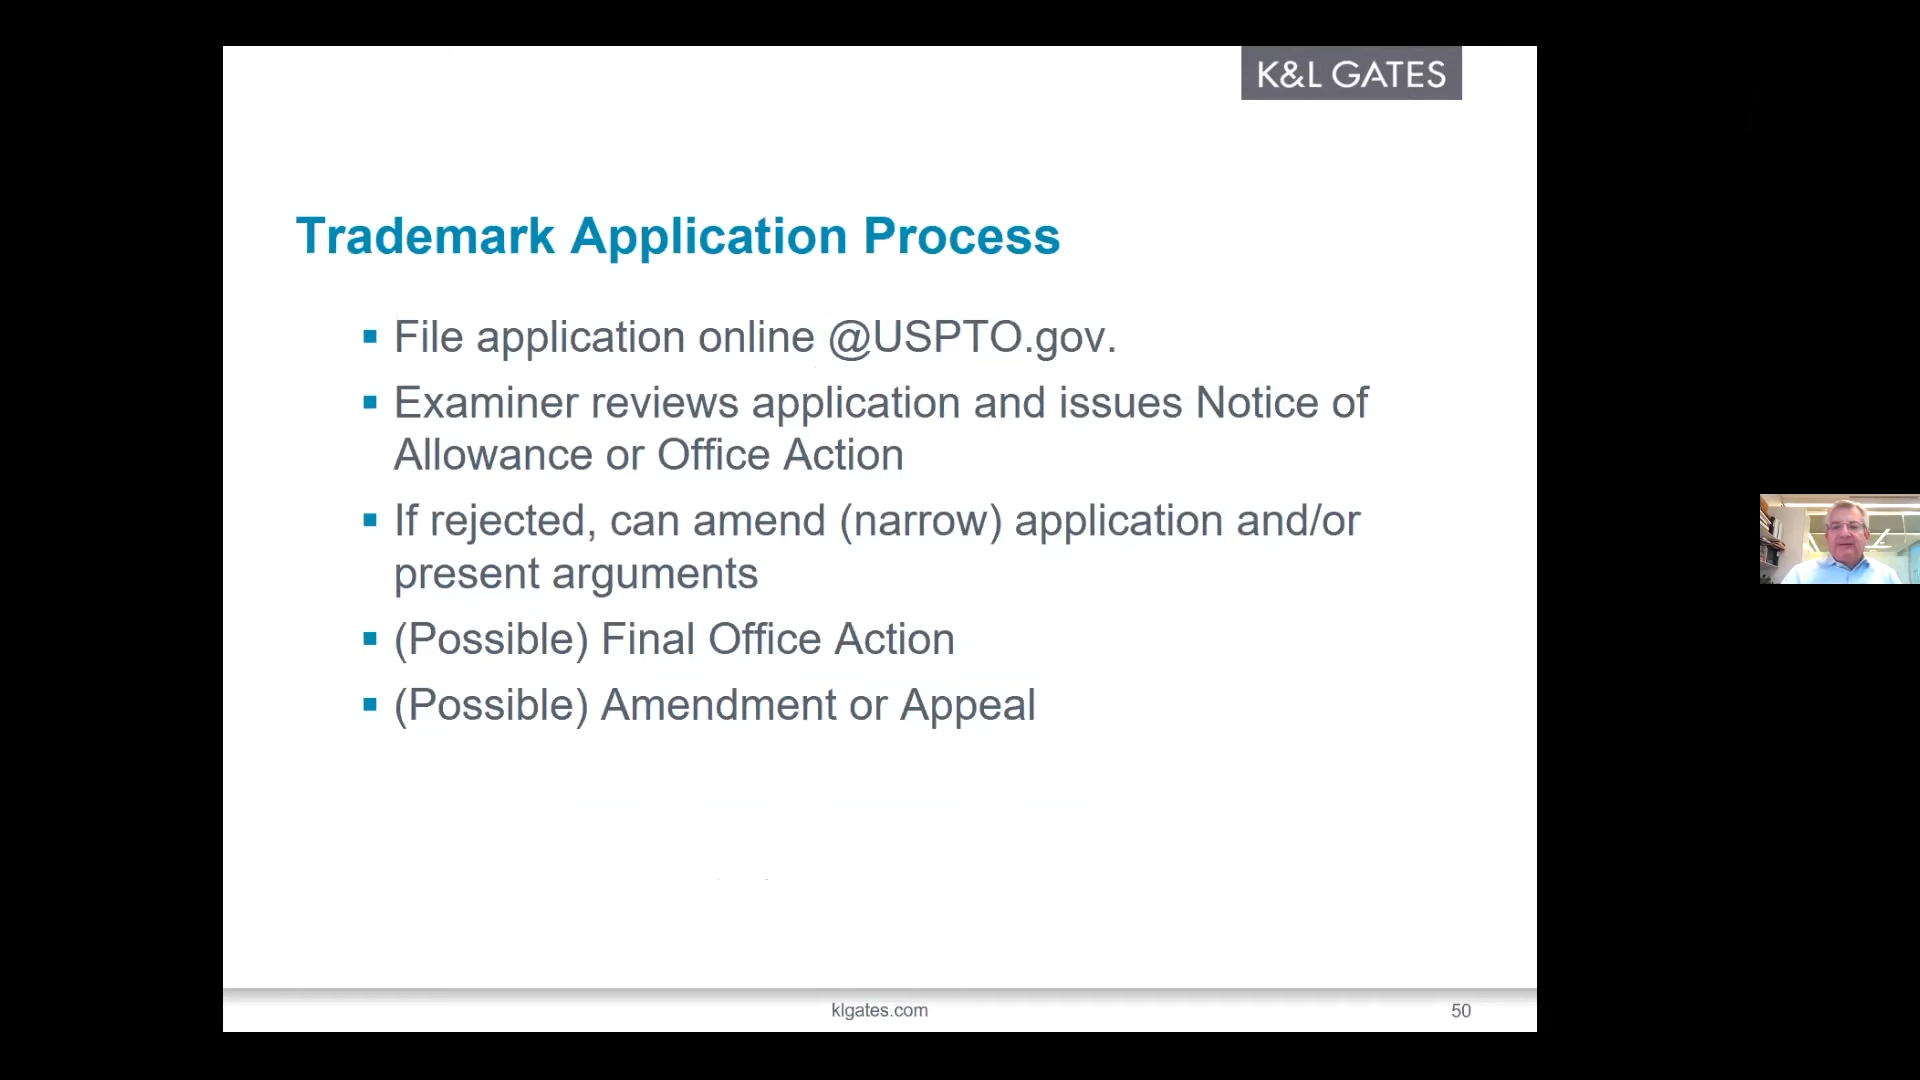 K&L GATES
Trademark Application Process
▪ File application online @USPTO.gov.
▪ Examiner reviews application and issues Notice of
Allowance or Office Action
▪ If rejected, can amend (narrow) application and/or
present arguments
▪ (Possible) Final Office Action
▪ (Possible) Amendment or Appeal
klgates.com
50